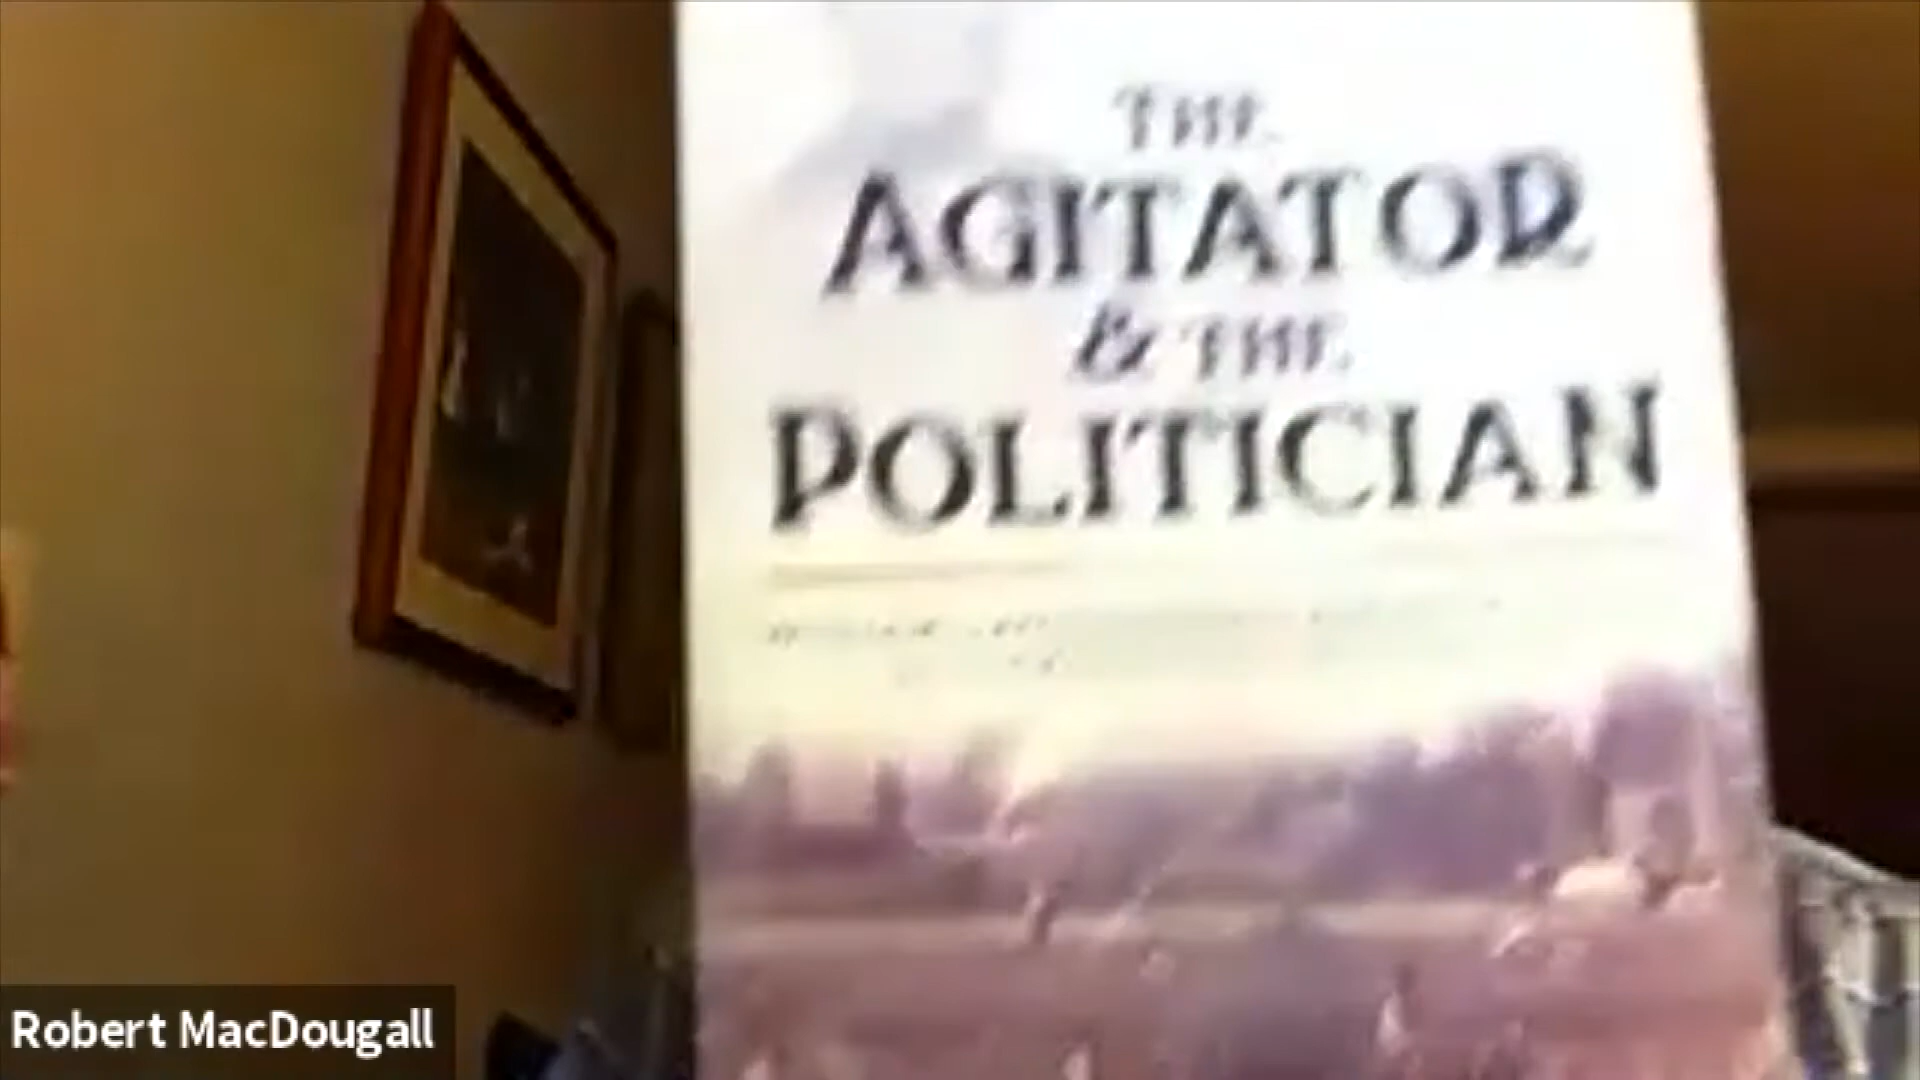 THE
AGITATOR
& THE
POLITICIAN
Robert MacDougall